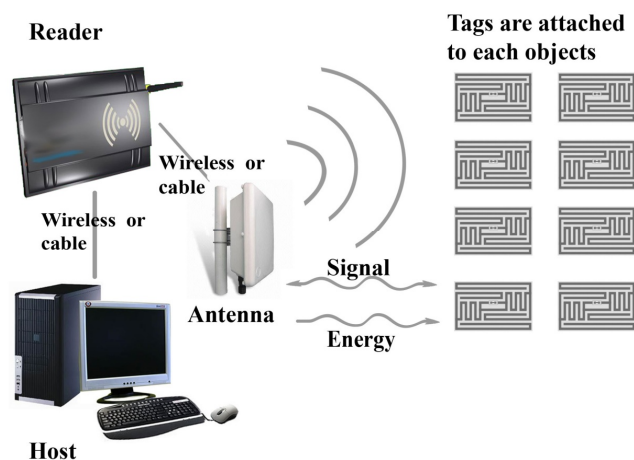 Reader
Tags are attached
to each objects
Wireless or
cable
Wireless or
cable
Signal
Antenna
Energy
Host